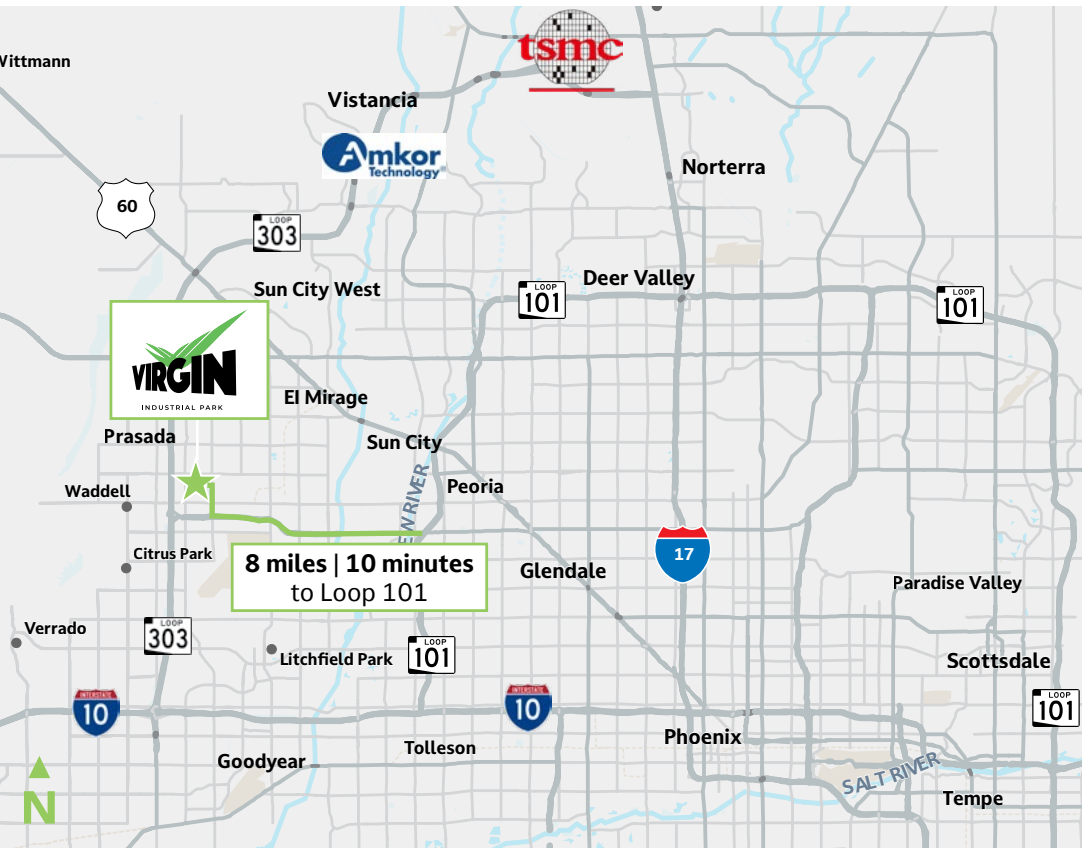 tsmc
Wittmann
Vistancia
Amkor
Technology
Norterra
60
LOOP
303
Sun City West
Deer Valley
LOOP
101
LOOP
101
VIRGIN
INDUSTRIAL PARK
El Mirage
Prasada
Sun City
Waddell
Peoria
EW RIVER
Citrus Park
8 miles | 10 minutes
to Loop 101
17
Glendale
Paradise Valley
Verrado
LOOP
303
Litchfield Park
LOOP
101
Scottsdale
INTERSTATE
10
INTERSTATE
10
LOOP
101
Phoenix
Tolleson
Goodyear
SALT RIVER
N
Tempe